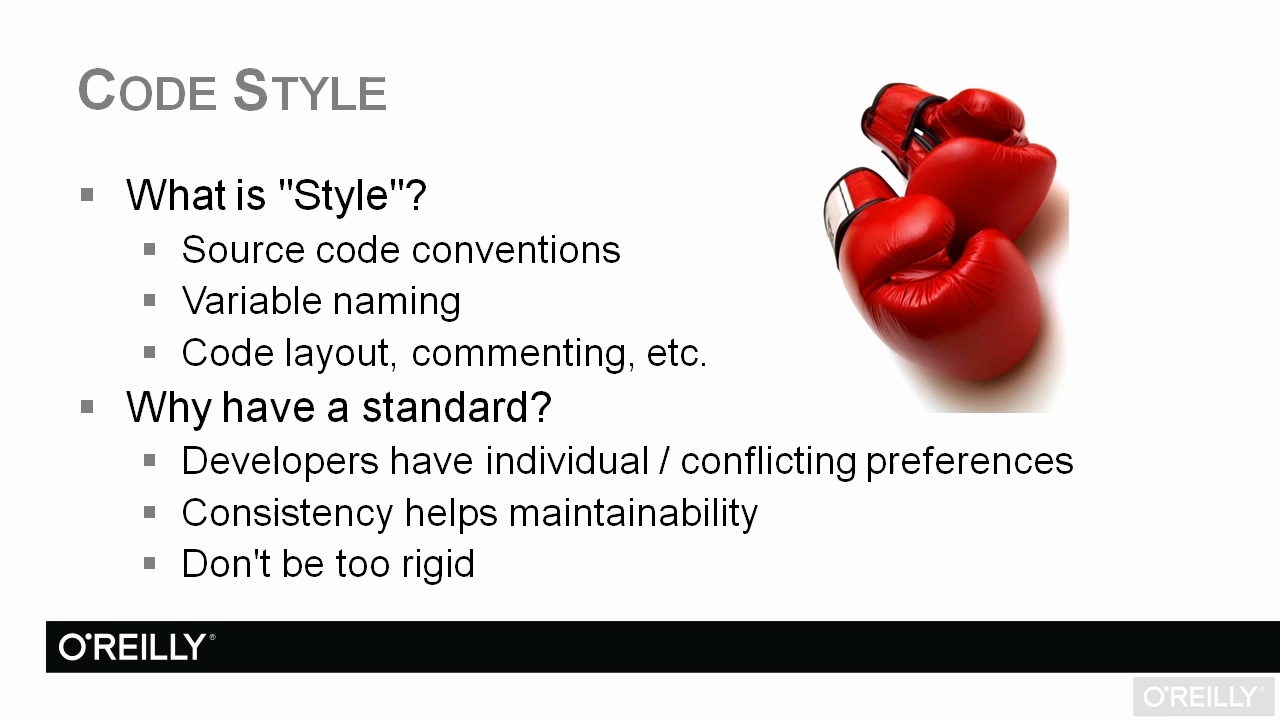 CODE STYLE
What is "Style"?
Source code conventions
Variable naming
Code layout, commenting, etc.
Why have a standard?
Developers have individual / conflicting preferences
Consistency helps maintainability
Don't be too rigid
O'REILLY®
O'REILLY®